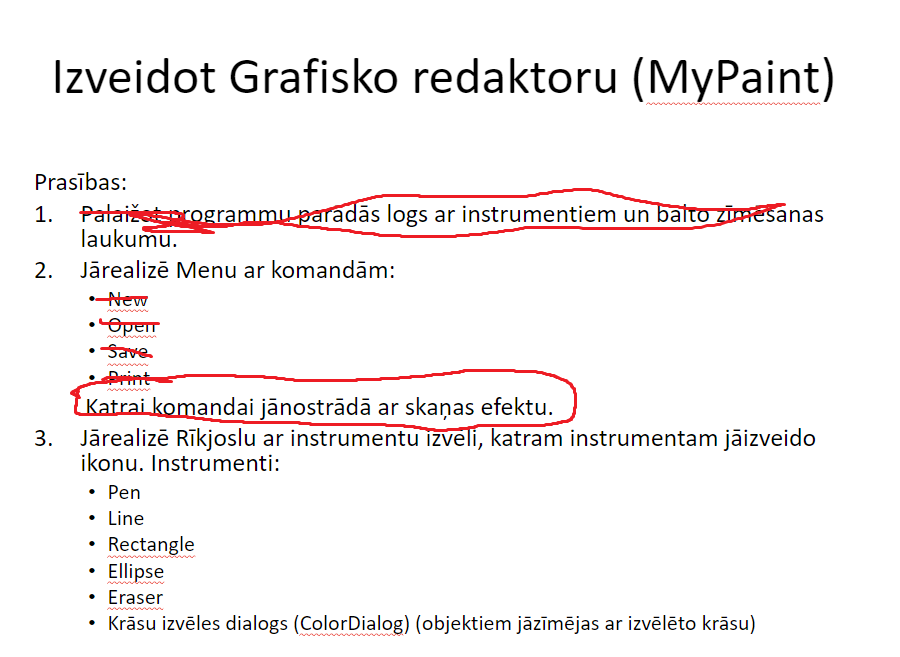 Izveidot Grafisko redaktoru (MyPaint)
Prasības:
1. Palaižot programmu parādās logs ar instrumentiem un balto zīmēšanas
laukumu.
2. Jārealizē Menu ar komandām:
• New
• Open
• Save
• Print
Katrai komandai jānostrādā ar skaņas efektu.
3. Jārealizē Rīkjoslu ar instrumentu izvēli, katram instrumentam jāizveido
ikonu. Instrumenti:
• Pen
• Line
• Rectangle
• Ellipse
• Eraser
• Krāsu izvēles dialogs (ColorDialog) (objektiem jāzīmējas ar izvēlēto krāsu)